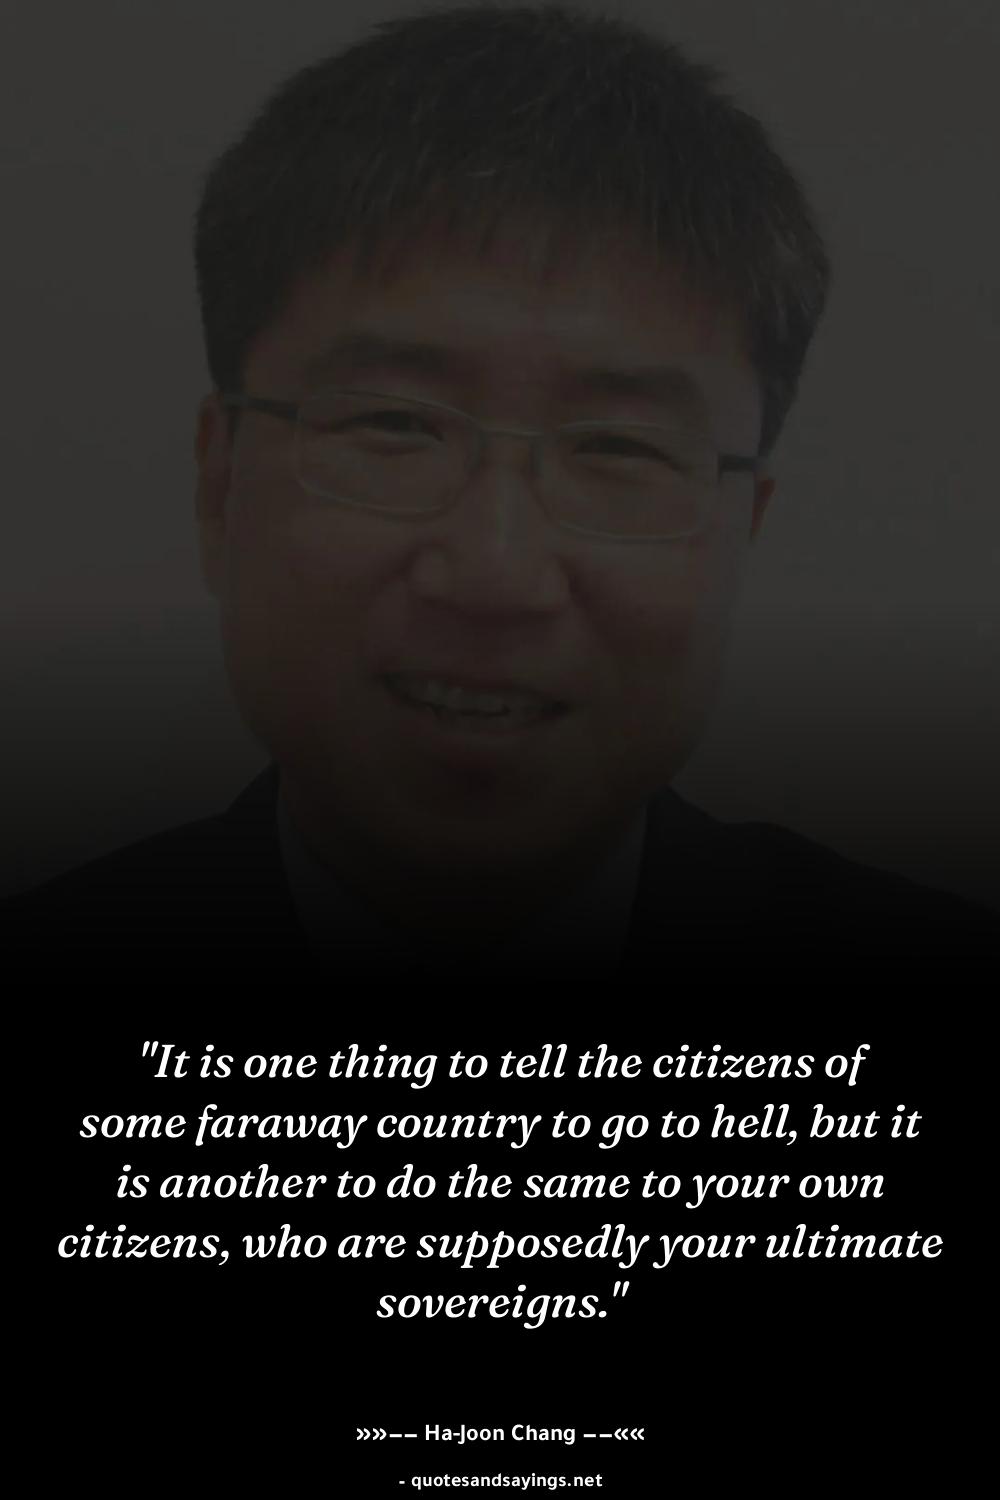 "It is one thing to tell the citizens of
some faraway country to go to hell, but it
is another to do the same to your own
citizens, who are supposedly your ultimate
sovereigns."
»»−− Ha-Joon Chang −−««
- quotesandsayings.net